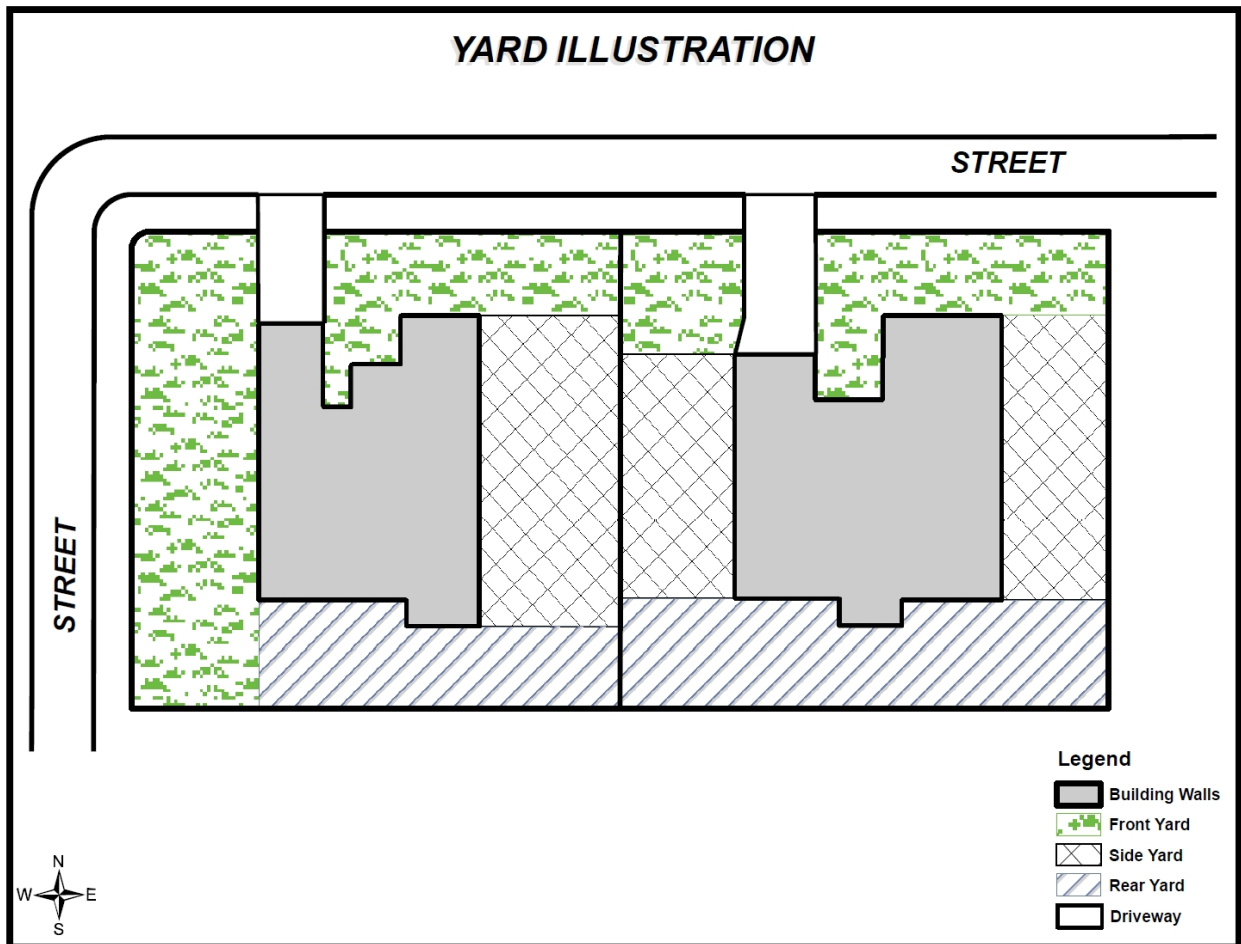 YARD ILLUSTRATION
STREET
STREET
Legend
Building Walls
Front Yard
Side Yard
Rear Yard
Driveway
N
W E
S